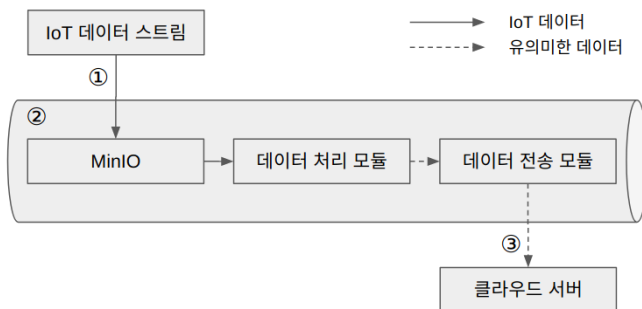 IoT 데이터 스트림
IoT 데이터
유의미한 데이터
①
②
MinIO
데이터 처리 모듈
데이터 전송 모듈
③
클라우드 서버